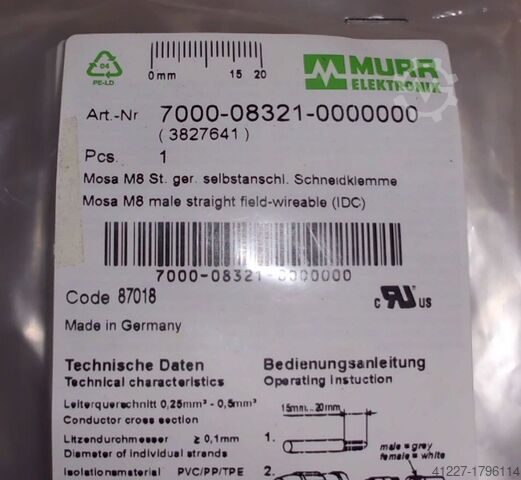 04
PE-LD
0mm 15 20
MURR
ELEKTRONIK
Art.-Nr 7000-08321-0000000
(3827641)
Pcs. 1
Mosa M8 St. ger. selbstanschl. Schneidklemme
Mosa M8 male straight field-wireable (IDC)
7000-08321-0000000
Code 87018
c RU US
Made in Germany
Technische Daten
Technical characteristics
Leiterquerschnitt 0,25mm² - 0,5mm²
Conductor cross section
Litzendurchmesser ≥ 0,1mm
Diameter of individual strands
Isolationsmaterial PVC/PP/TPE
Bedienungsanleitung
Operating Instuction
15mm...20mm
1.
male = grey
female = white
2.
41227-1796114